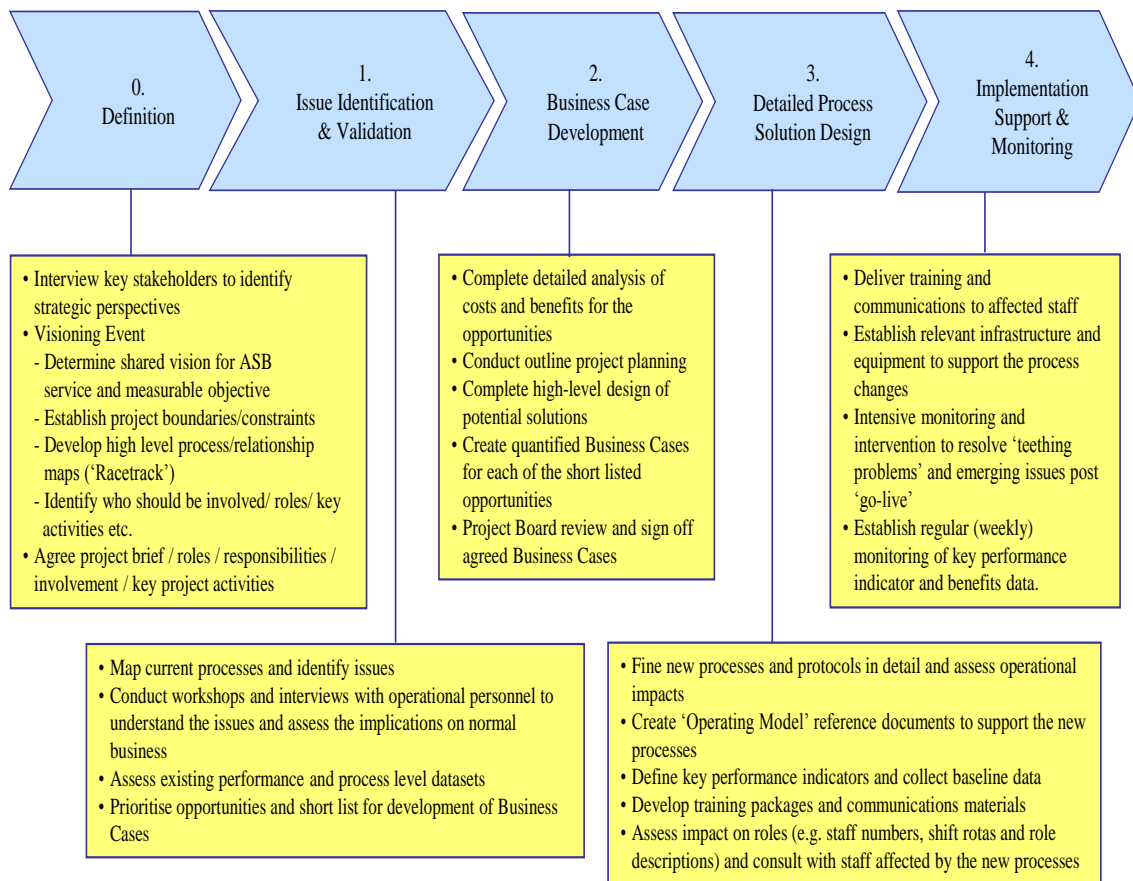 0.
Definition
1.
Issue Identification
& Validation
2.
Business Case
Development
3.
Detailed Process
Solution Design
4.
Implementation
Support &
Monitoring
• Interview key stakeholders to identify
strategic perspectives
• Visioning Event
- Determine shared vision for ASB
service and measurable objective
- Establish project boundaries/constraints
- Develop high level process/relationship
maps (‘Racetrack’)
- Identify who should be involved/ roles/ key
activities etc.
• Agree project brief / roles / responsibilities /
involvement / key project activities
• Map current processes and identify issues
• Conduct workshops and interviews with operational personnel to
understand the issues and assess the implications on normal
business
• Assess existing performance and process level datasets
• Prioritise opportunities and short list for development of Business
Cases
• Complete detailed analysis of
costs and benefits for the
opportunities
• Conduct outline project planning
• Complete high-level design of
potential solutions
• Create quantified Business Cases
for each of the short listed
opportunities
• Project Board review and sign off
agreed Business Cases
• Fine new processes and protocols in detail and assess operational
impacts
• Create ‘Operating Model’ reference documents to support the new
processes
• Define key performance indicators and collect baseline data
• Develop training packages and communications materials
• Assess impact on roles (e.g. staff numbers, shift rotas and role
descriptions) and consult with staff affected by the new processes
• Deliver training and
communications to affected staff
• Establish relevant infrastructure and
equipment to support the process
changes
• Intensive monitoring and
intervention to resolve ‘teething
problems’ and emerging issues post
‘go-live’
• Establish regular (weekly)
monitoring of key performance
indicator and benefits data.